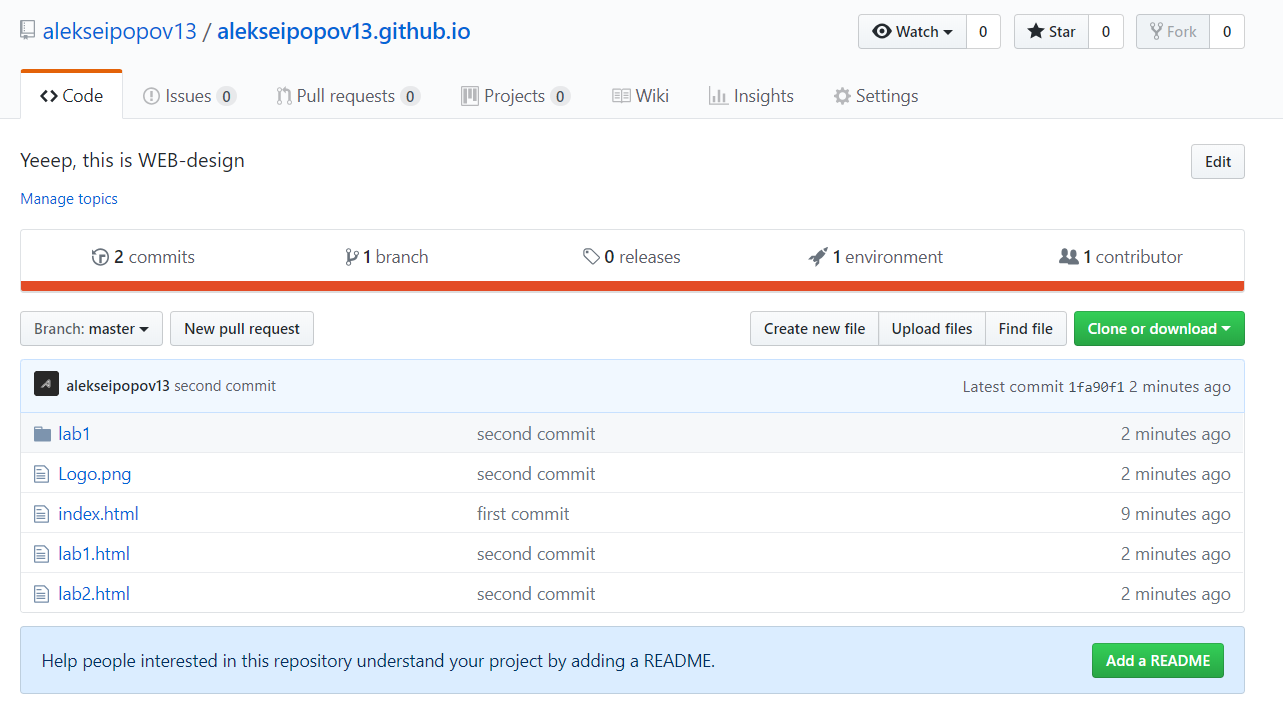 alekseipopov13 / alekseipopov13.github.io
Watch 0 Star 0 Fork 0
Code Issues 0 Pull requests 0 Projects 0 Wiki Insights Settings
Yeeep, this is WEB-design
Edit
Manage topics
2 commits 1 branch 0 releases 1 environment 1 contributor
Branch: master New pull request Create new file Upload files Find file Clone or download
alekseipopov13 second commit Latest commit 1fa90f1 2 minutes ago
lab1 second commit 2 minutes ago
Logo.png second commit 2 minutes ago
index.html first commit 9 minutes ago
lab1.html second commit 2 minutes ago
lab2.html second commit 2 minutes ago
Help people interested in this repository understand your project by adding a README. Add a README